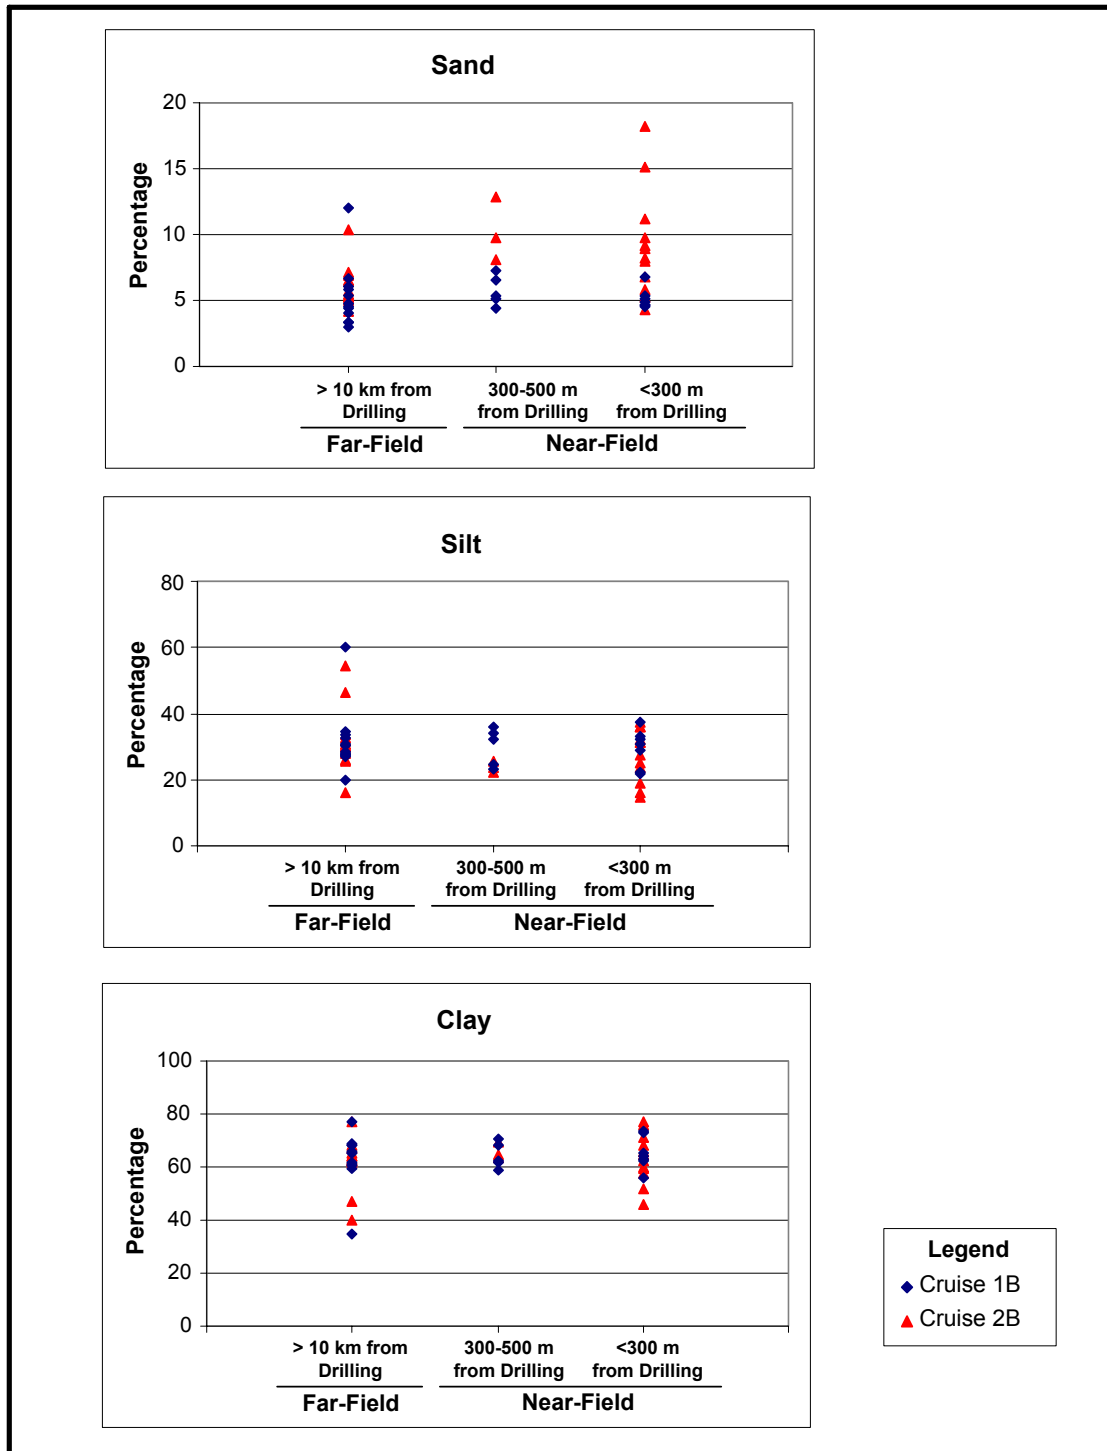 Sand
Percentage
20
15
10
5
0
> 10 km from 300-500 m <300 m
Drilling from Drilling from Drilling
Far-Field Near-Field
Silt
Percentage
80
60
40
20
0
> 10 km from 300-500 m <300 m
Drilling from Drilling from Drilling
Far-Field Near-Field
Clay
Percentage
100
80
60
40
20
0
> 10 km from 300-500 m <300 m
Drilling from Drilling from Drilling
Far-Field Near-Field
Legend
Cruise 1B
Cruise 2B